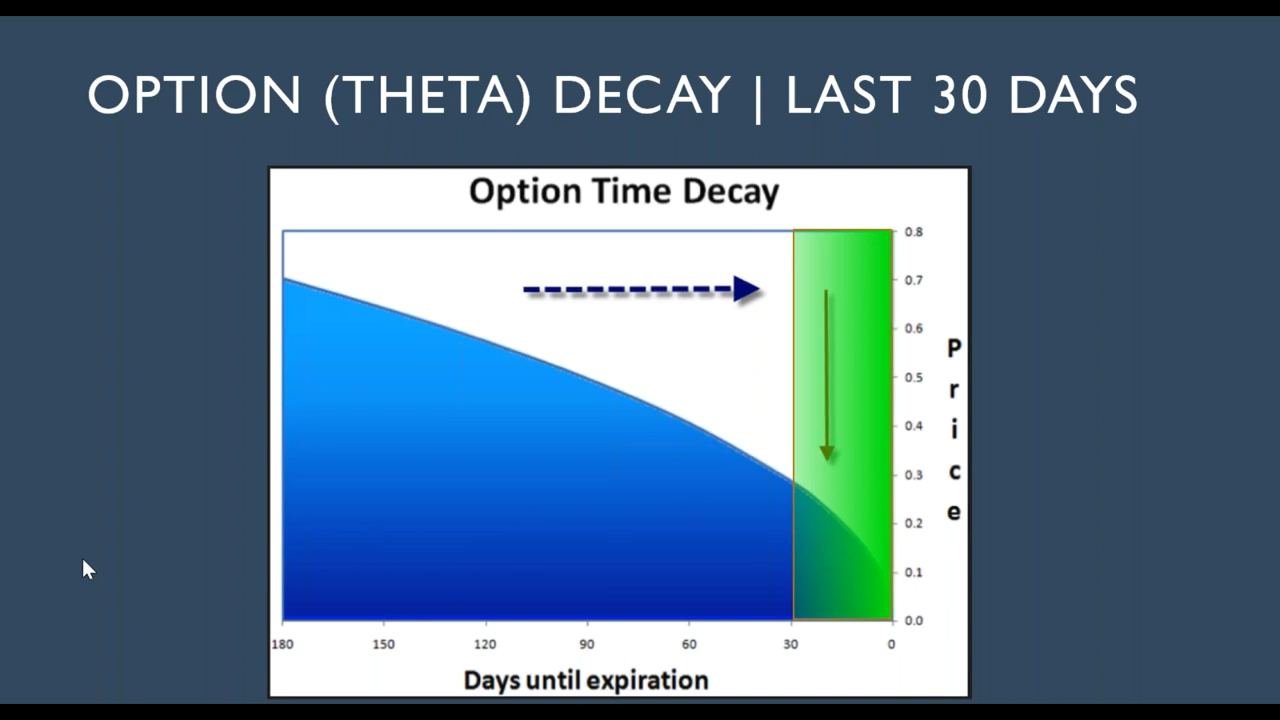 OPTION (THETA) DECAY | LAST 30 DAYS
Option Time Decay
0.8
0.7
0.6
0.5
0.4
0.3
0.2
0.1
0.0
Price
180 150 120 90 60 30 0
Days until expiration